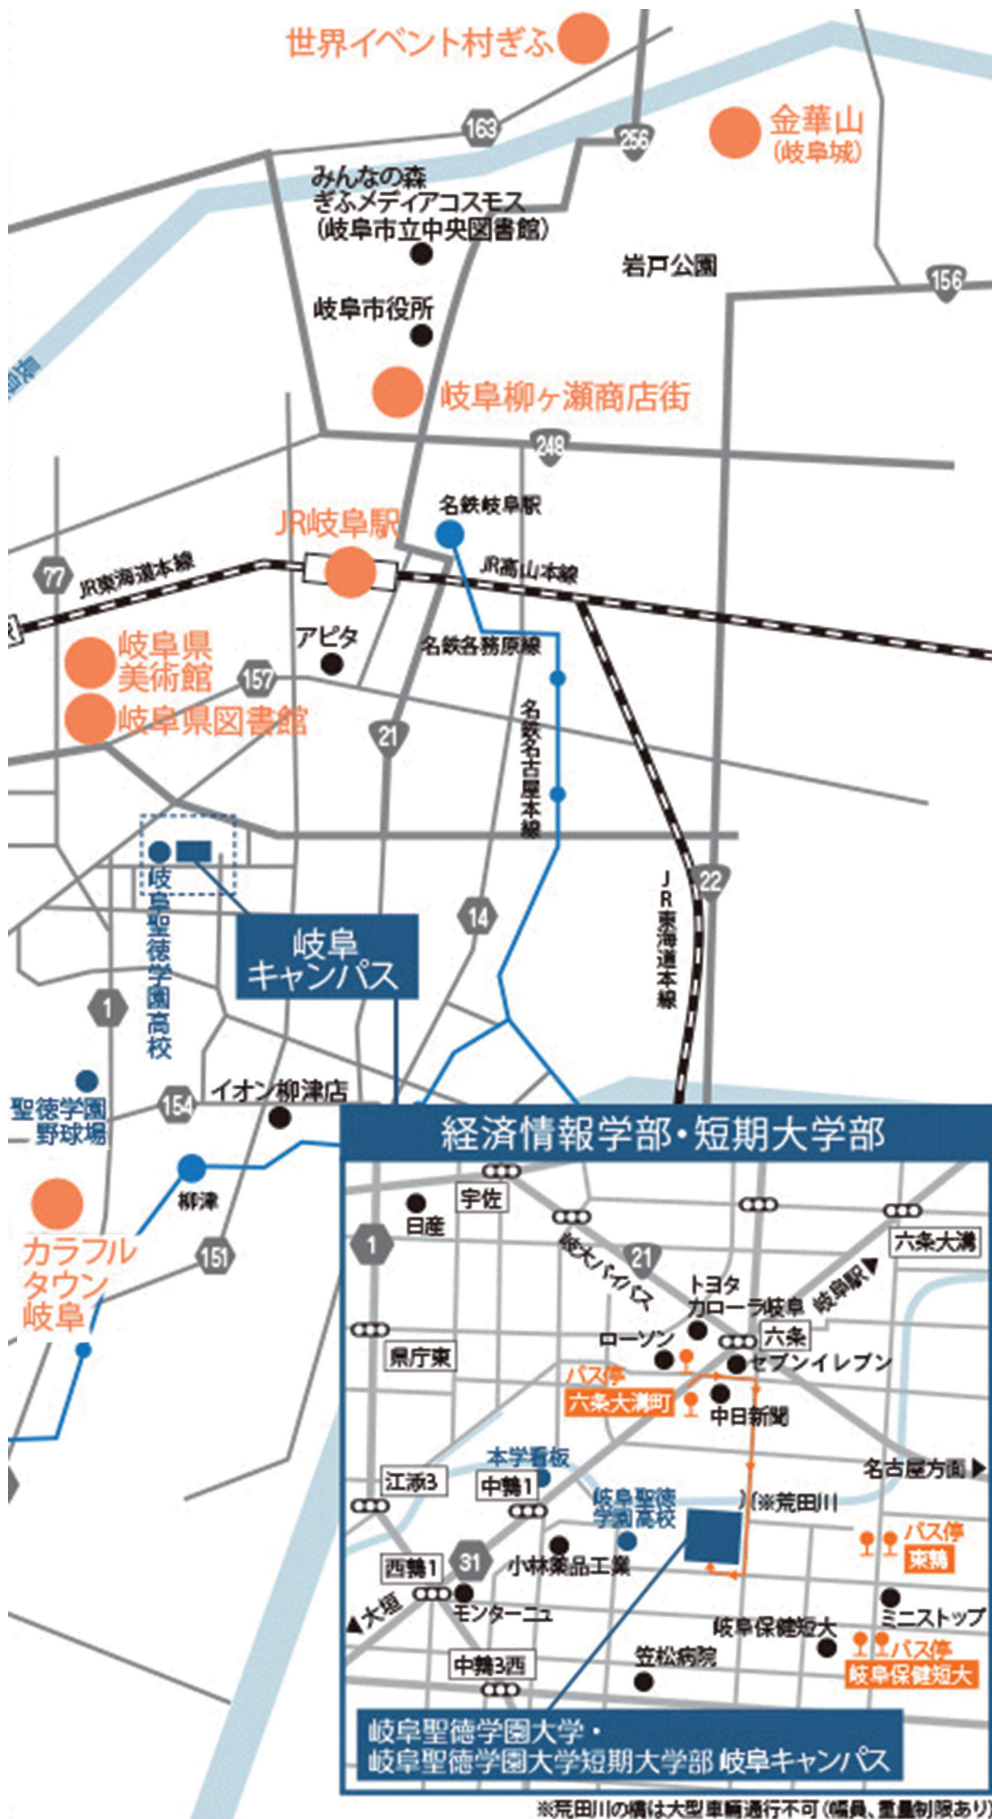 世界イベント村ぎふ
163
256
金華山
(岐阜城)
みんなの森
ぎふメディアコスモス
(岐阜市立中央図書館)
岩戸公園
156
岐阜市役所
岐阜柳ヶ瀬商店街
248
名鉄岐阜駅
JR岐阜駅
JR高山本線
77
JR東海道本線
アピタ
名鉄各務原線
岐阜県
美術館
157
岐阜県図書館
21
名鉄名古屋本線
岐阜聖徳学園高校
22
JR東海道本線
14
岐阜
キャンパス
1
聖徳学園
野球場
154
イオン柳津店
柳津
151
カラフル
タウン
岐阜
経済情報学部・短期大学部
宇佐
日産
1
岐大バイパス
21
六条大溝
岐阜駅▶
トヨタ
カローラ岐阜
六条
ローソン
セブンイレブン
県庁東
バス停
六条大溝町
中日新聞
名古屋方面▶
本学看板
江添3
中鶉1
岐阜聖徳
学園高校
※荒田川
バス停
東鶉
西鶉1
31
小林薬品工業
モンターニュ
◀大垣
ミニストップ
岐阜保健短大
バス停
岐阜保健短大
中鶉3西
笠松病院
岐阜聖徳学園大学・
岐阜聖徳学園大学短期大学部 岐阜キャンパス
※荒田川の橋は大型車輌通行不可(幅員、重量制限あり)